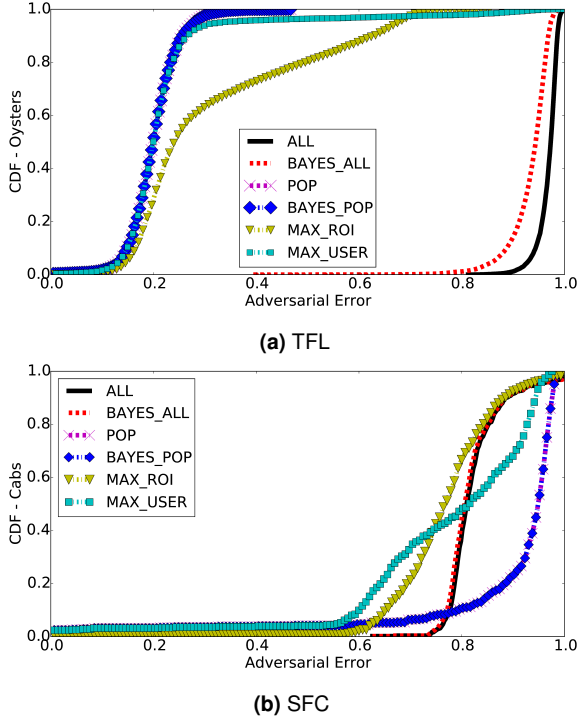 1.0
0.8
0.6
0.4
0.2
0.0
CDF - Oysters
ALL
BAYES_ALL
POP
BAYES_POP
MAX_ROI
MAX_USER
0.2 0.4 0.6 0.8 1.0
Adversarial Error
(a) TFL
1.0
0.8
0.6
0.4
0.2
0.0
CDF - Cabs
ALL
BAYES_ALL
POP
BAYES_POP
MAX_ROI
MAX_USER
0.0 0.2 0.4 0.6 0.8 1.0
Adversarial Error
(b) SFC